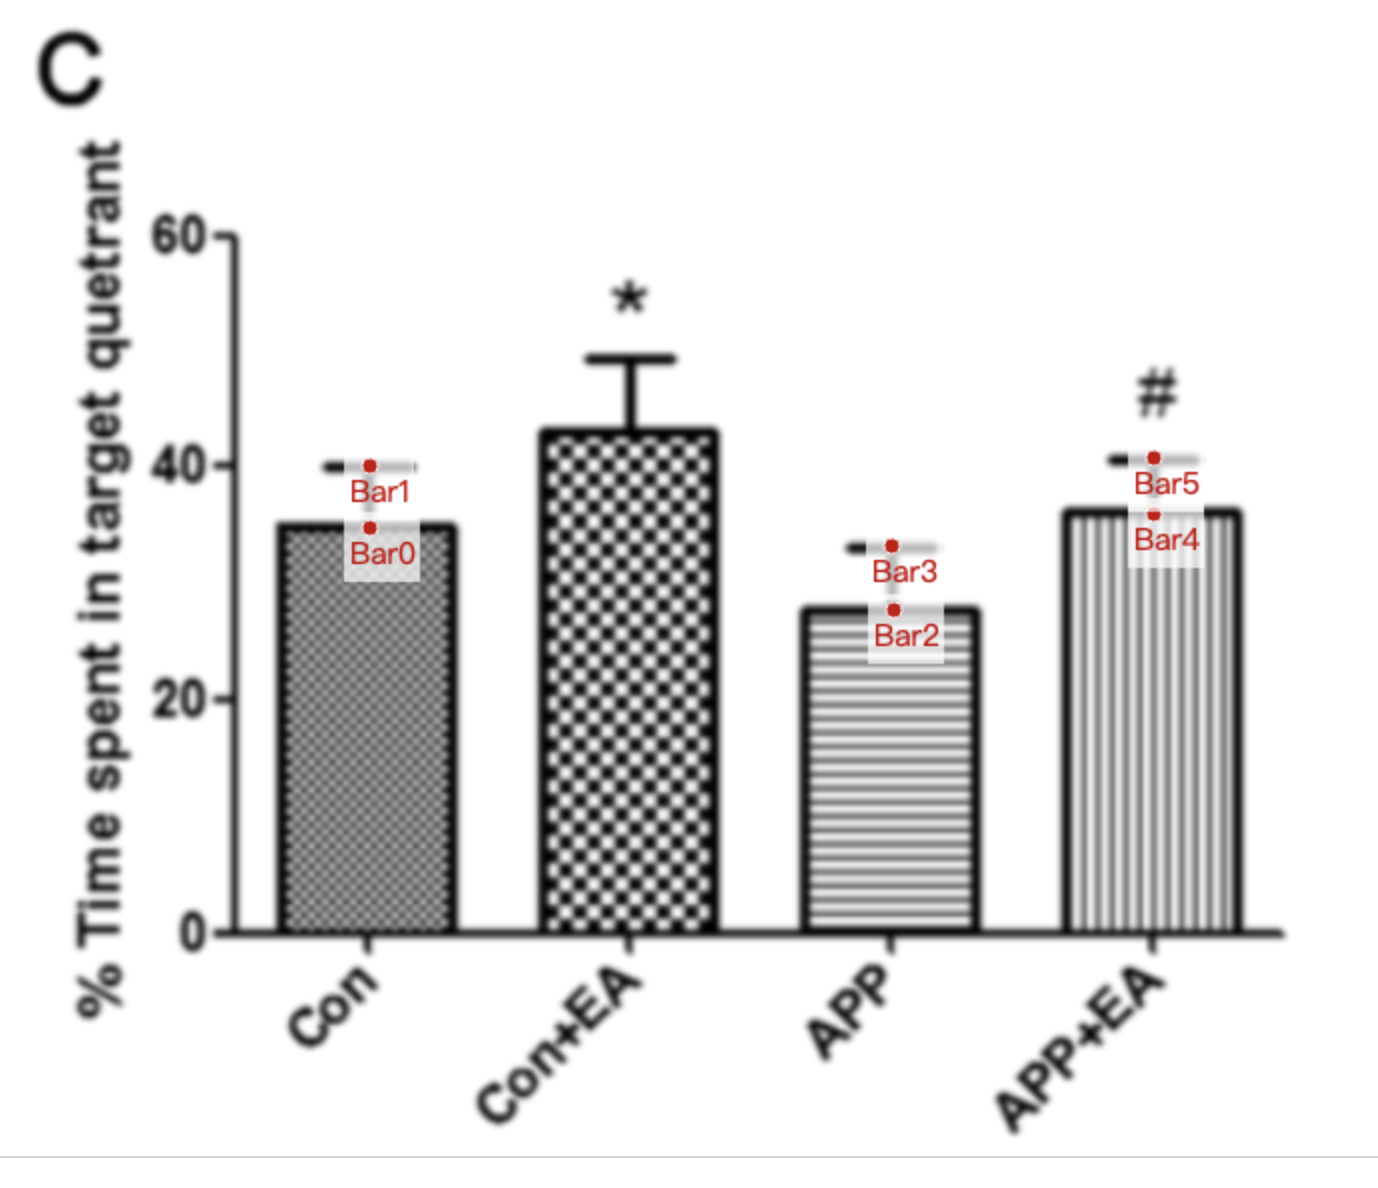 C
% Time spent in target quetrant
60
40
20
0
*
#
Bar1
Bar0
Bar3
Bar2
Bar5
Bar4
Con
Con+EA
APP
APP+EA